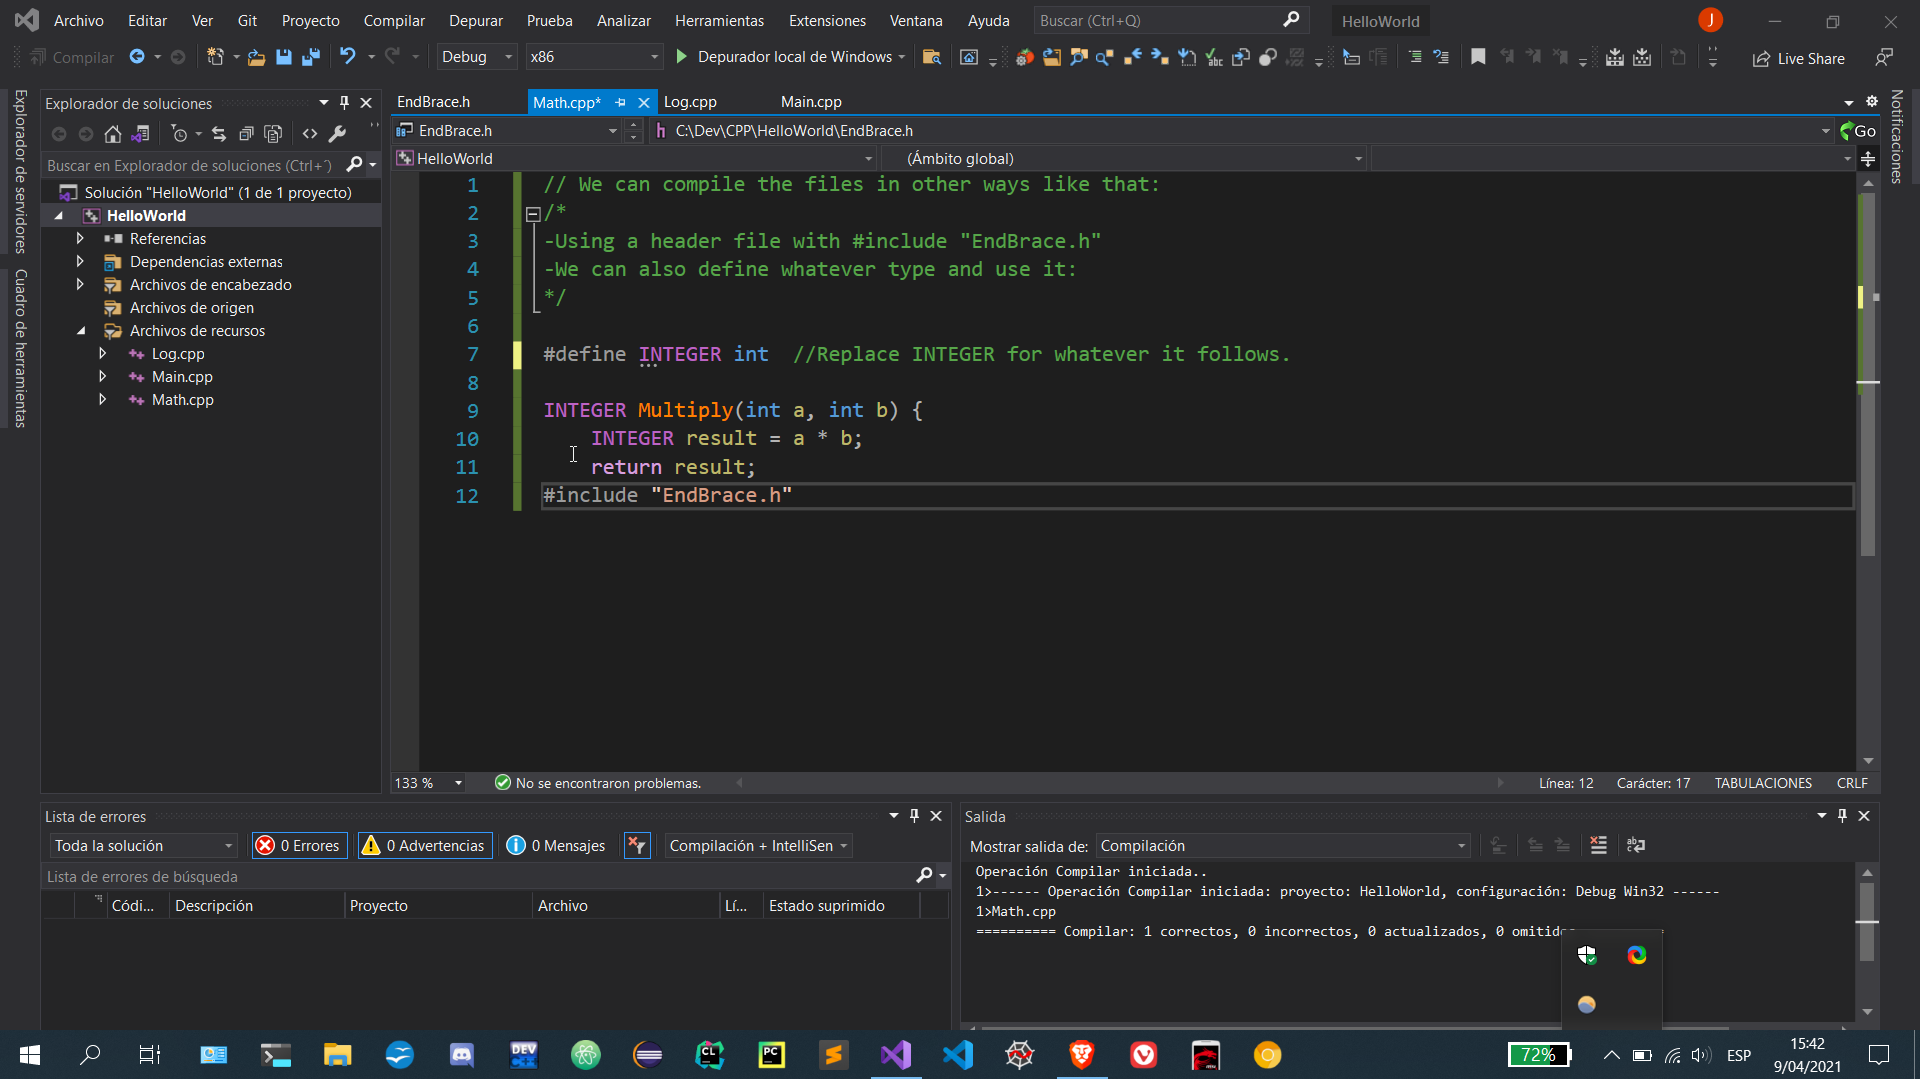 Archivo Editar Ver Git Proyecto Compilar Depurar Prueba Analizar Herramientas Extensiones Ventana Ayuda Buscar (Ctrl+Q) HelloWorld J
Compilar Debug x86 Depurador local de Windows Live Share
Explorador de servidores
Cuadro de herramientas
Explorador de soluciones
Buscar en Explorador de soluciones (Ctrl+´)
Solución "HelloWorld" (1 de 1 proyecto)
HelloWorld
Referencias
Dependencias externas
Archivos de encabezado
Archivos de origen
Archivos de recursos
Log.cpp
Main.cpp
Math.cpp
EndBrace.h Math.cpp* Log.cpp Main.cpp
EndBrace.h C:\Dev\CPP\HelloWorld\EndBrace.h Go
HelloWorld (Ámbito global)
Notificaciones
1 // We can compile the files in other ways like that:
2 /*
3 -Using a header file with #include "EndBrace.h"
4 -We can also define whatever type and use it:
5 */
6
7 #define INTEGER int //Replace INTEGER for whatever it follows.
8
9 INTEGER Multiply(int a, int b) {
10 INTEGER result = a * b;
11 return result;
12 #include "EndBrace.h"
133 % No se encontraron problemas. Línea: 12 Carácter: 17 TABULACIONES CRLF
Lista de errores
Toda la solución 0 Errores 0 Advertencias 0 Mensajes Compilación + IntelliSen
Lista de errores de búsqueda
Códi... Descripción Proyecto Archivo Lí... Estado suprimido
Salida
Mostrar salida de: Compilación
Operación Compilar iniciada..
1>------ Operación Compilar iniciada: proyecto: HelloWorld, configuración: Debug Win32 ------
1>Math.cpp
========== Compilar: 1 correctos, 0 incorrectos, 0 actualizados, 0
DEV C++ CL PC S 72% ESP 15:42
9/04/2021